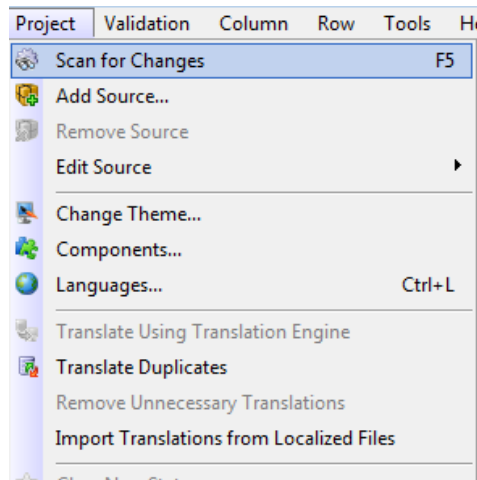 Project Validation Column Row Tools
Scan for Changes F5
Add Source...
Remove Source
Edit Source
Change Theme...
Components...
Languages... Ctrl+L
Translate Using Translation Engine
Translate Duplicates
Remove Unnecessary Translations
Import Translations from Localized Files